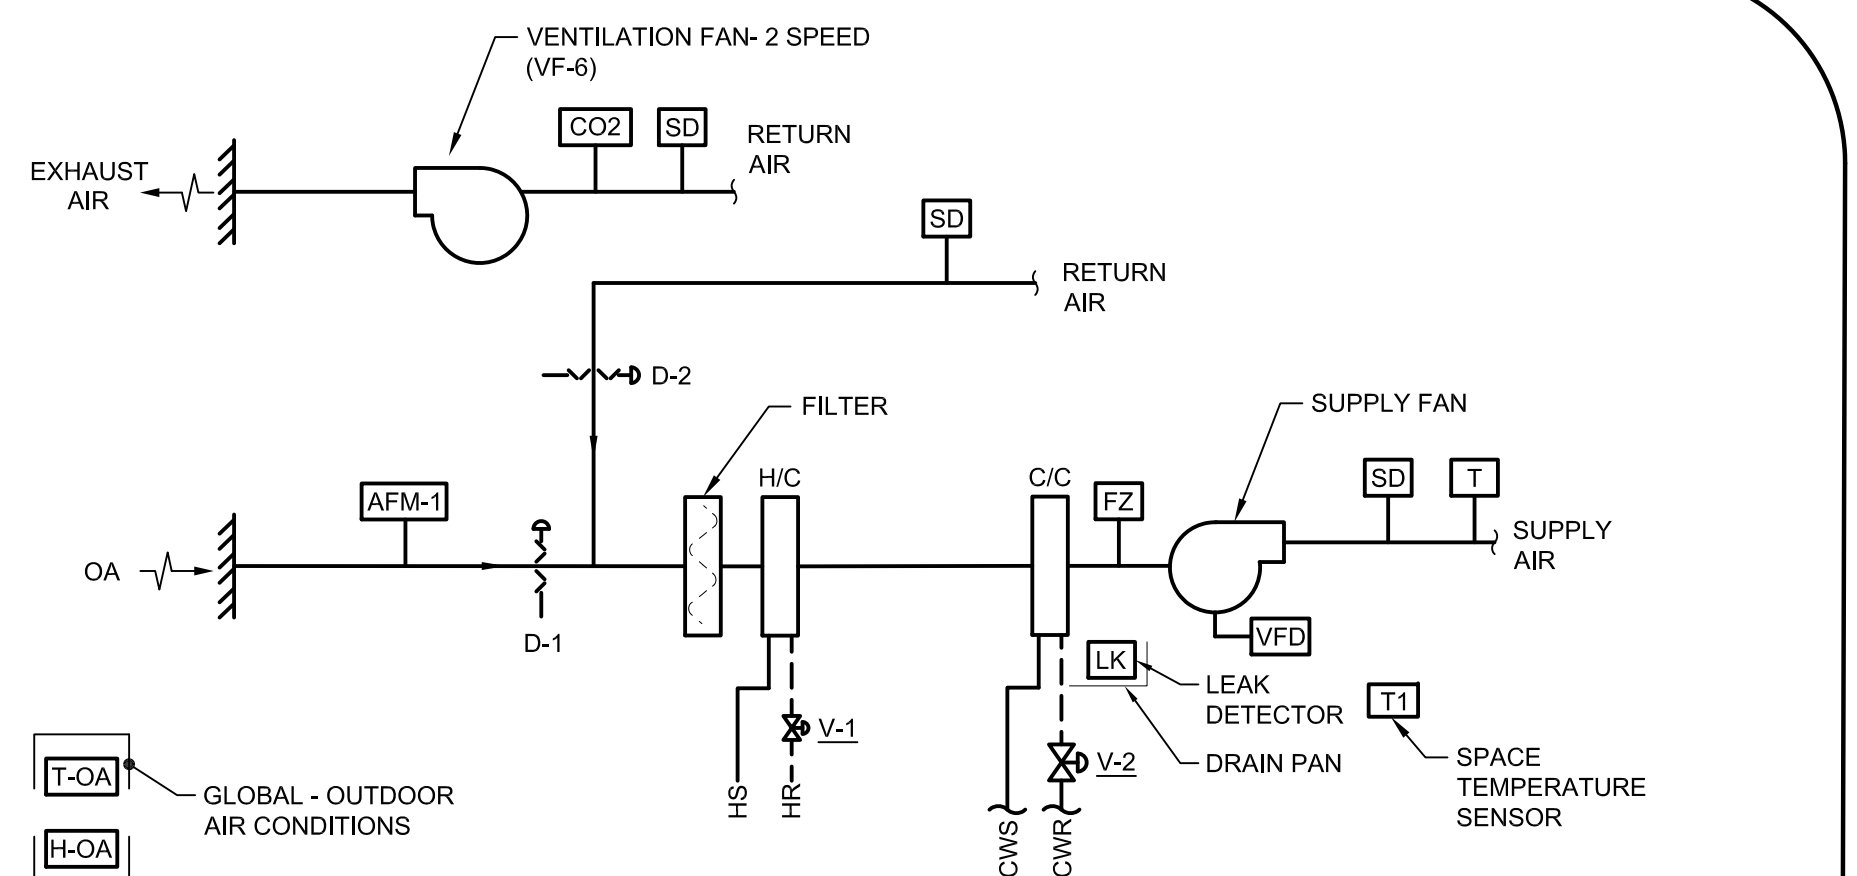 VENTILATION FAN- 2 SPEED
(VF-6)
CO2
SD
RETURN
AIR
EXHAUST
AIR
SD
RETURN
AIR
D-2
FILTER
SUPPLY FAN
H/C
C/C
AFM-1
FZ
SD
T
SUPPLY
AIR
OA
D-1
VFD
LK
LEAK
DETECTOR
T1
V-1
V-2
DRAIN PAN
SPACE
TEMPERATURE
SENSOR
T-OA
GLOBAL - OUTDOOR
AIR CONDITIONS
HS
HR
CWS
CWR
H-OA